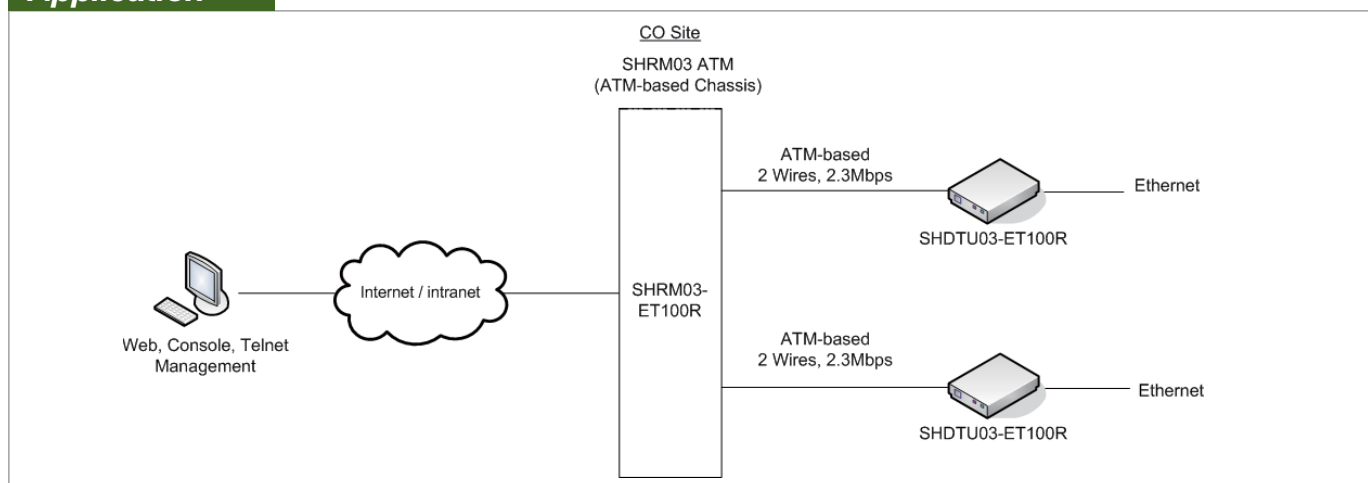 Application
CO Site
SHRM03 ATM
(ATM-based Chassis)
ATM-based
2 Wires, 2.3Mbps
Ethernet
SHDTU03-ET100R
Internet / intranet
SHRM03-
ET100R
Web, Console, Telnet
Management
ATM-based
2 Wires, 2.3Mbps
Ethernet
SHDTU03-ET100R